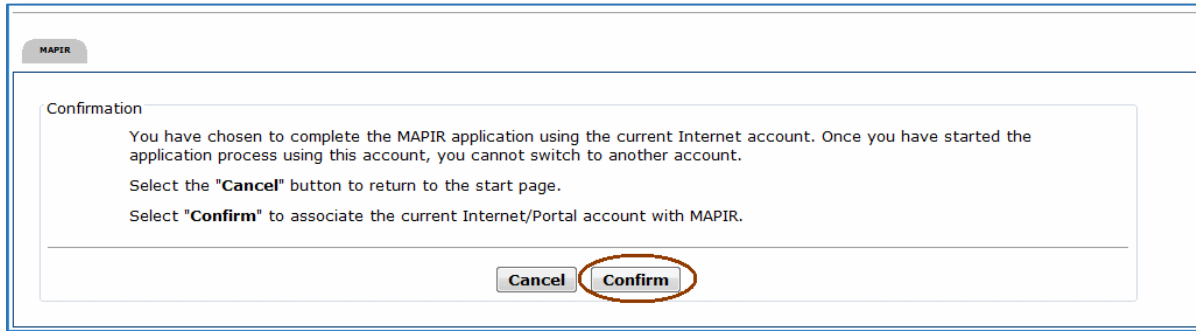 MAPIR
Confirmation
You have chosen to complete the MAPIR application using the current Internet account. Once you have started the
application process using this account, you cannot switch to another account.
Select the "Cancel" button to return to the start page.
Select "Confirm" to associate the current Internet/Portal account with MAPIR.
Cancel Confirm